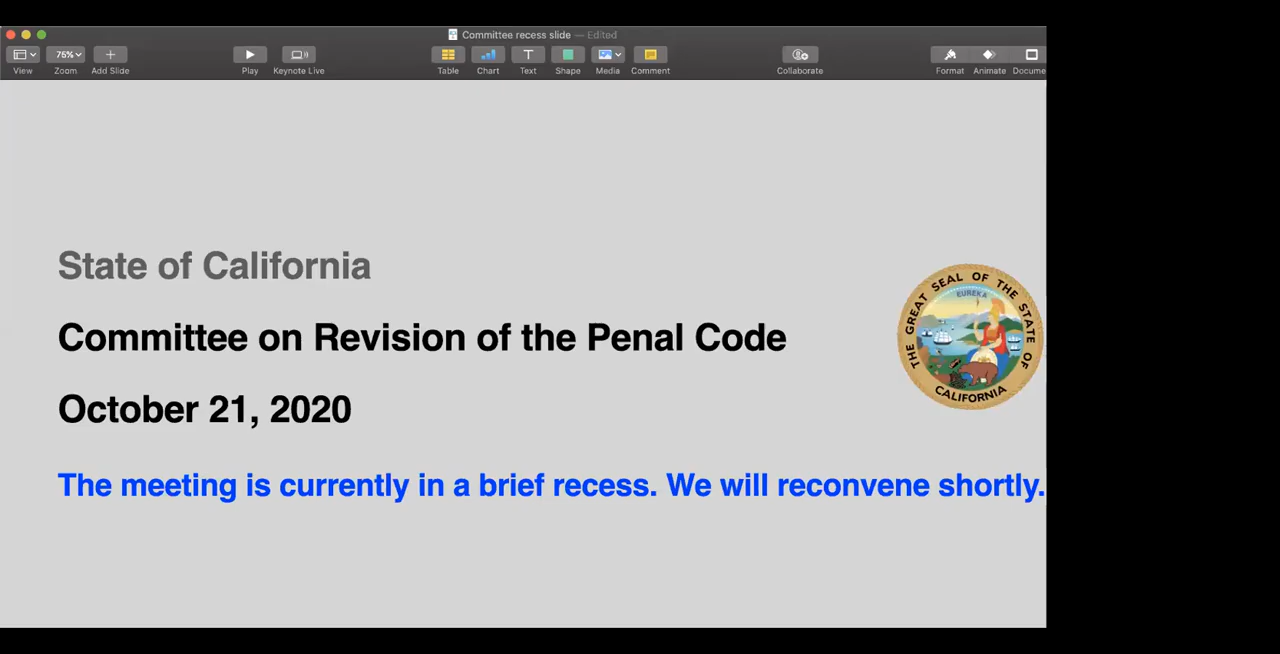 Committee recess slide — Edited
75%
View Zoom Add Slide Play Keynote Live Table Chart Text Shape Media Comment Collaborate Format Animate Docume
State of California
THE GREAT SEAL OF THE STATE OF CALIFORNIA
EUREKA
Committee on Revision of the Penal Code
October 21, 2020
The meeting is currently in a brief recess. We will reconvene shortly.